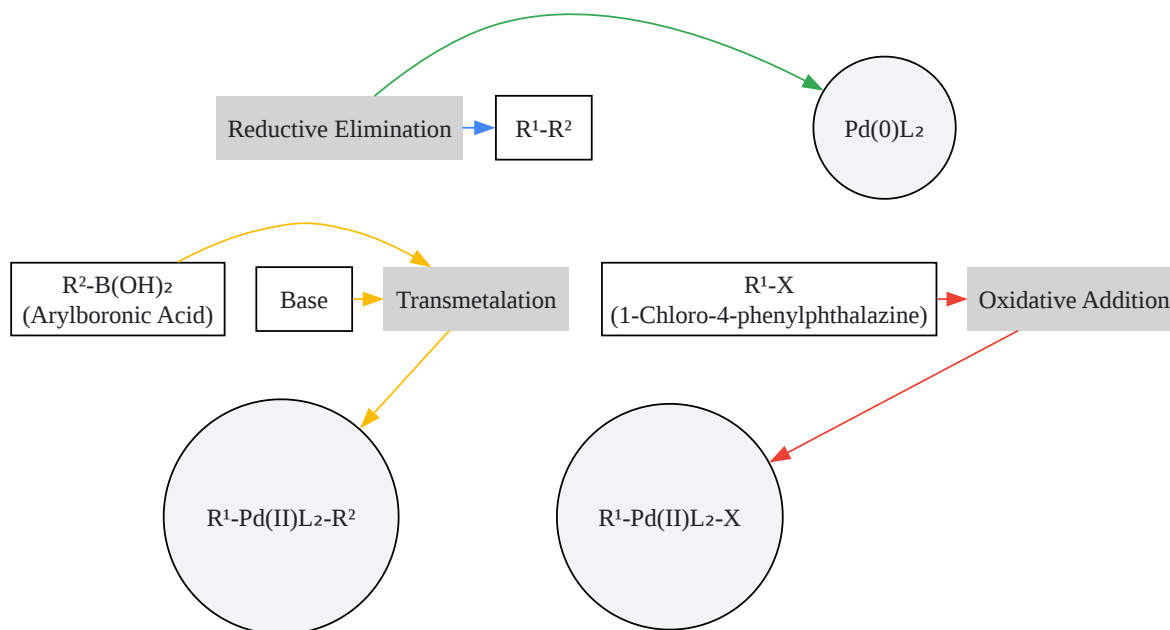 Reductive Elimination
R¹-R²
Pd(0)L₂
R²-B(OH)₂
(Arylboronic Acid)
Base
Transmetalation
R¹-X
(1-Chloro-4-phenylphthalazine)
Oxidative Addition
R¹-Pd(II)L₂-R²
R¹-Pd(II)L₂-X